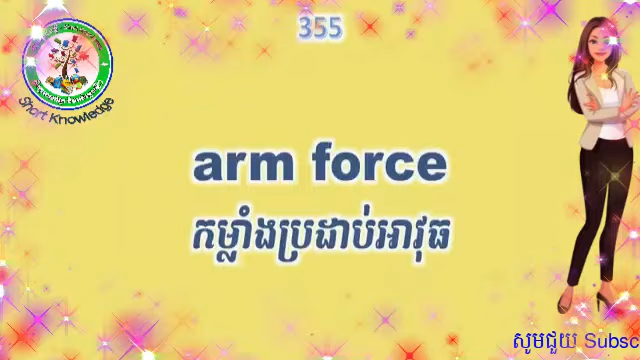 355
Short Knowledge
arm force
កម្លាំងប្រដាប់អាវុធ
សូមជួយ Subsc